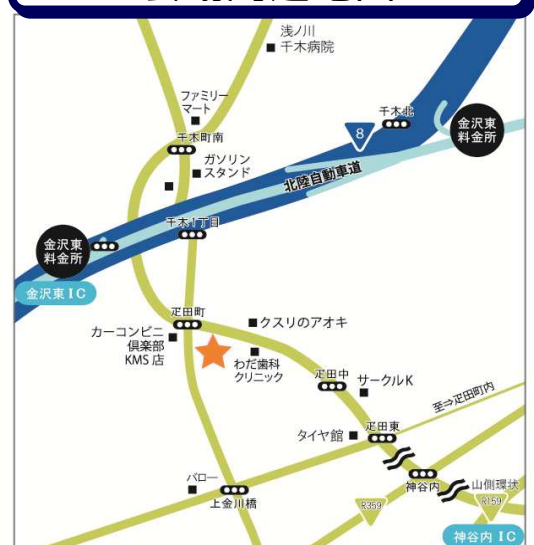 浅ノ川
千木病院
ファミリー
マート
千木北
8
金沢東
料金所
千木町南
ガソリン
スタンド
北陸自動車道
千木1丁目
金沢東
料金所
金沢東IC
疋田町
クスリのアオキ
カーコンビニ
倶楽部
KMS店
わだ歯科
クリニック
疋田中
サークルK
至⇒疋田町内
タイヤ館
疋田東
バロー
上金川橋
神谷内
山側環状
R359
R159
神谷内 IC